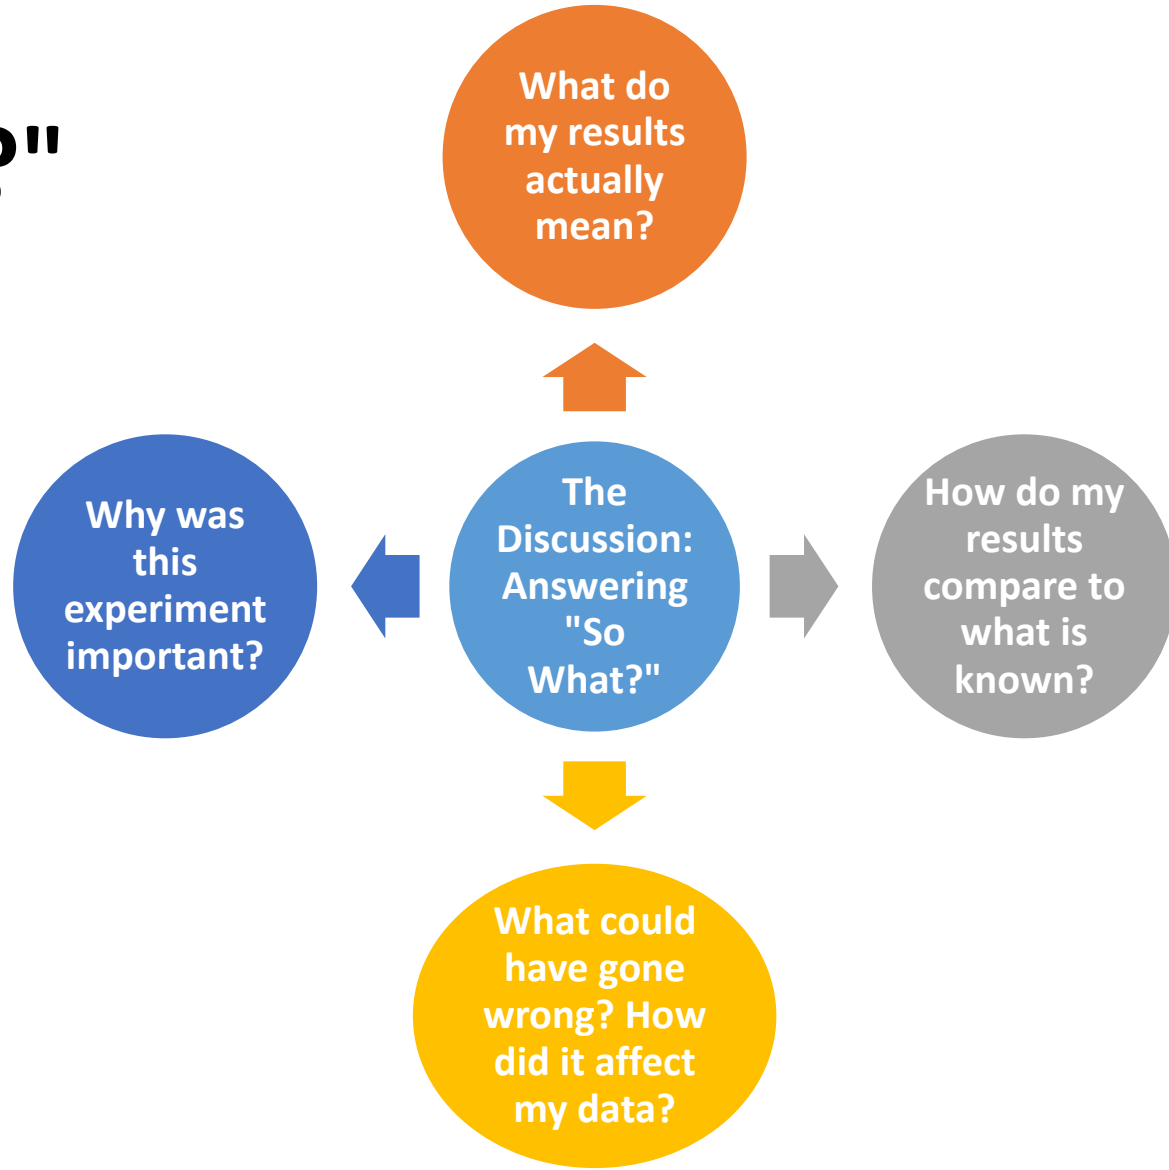 ?"
What do
my results
actually
mean?
Why was
this
experiment
important?
The
Discussion:
Answering
"So
What?"
How do my
results
compare to
what is
known?
What could
have gone
wrong? How
did it affect
my data?